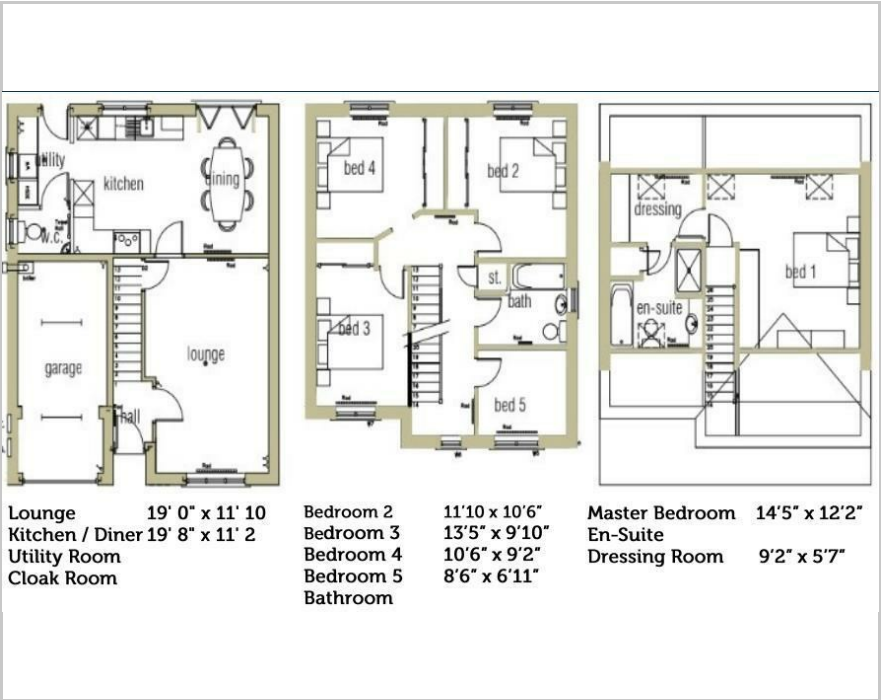 utility
kitchen
dining
w.c.
garage
lounge
hall
bed 4
bed 2
bed 3
st.
bath
bed 5
dressing
bed 1
en-suite
Lounge 19' 0" x 11' 10
Kitchen / Diner 19' 8" x 11' 2
Utility Room
Cloak Room
Bedroom 2 11'10 x 10'6"
Bedroom 3 13'5" x 9'10"
Bedroom 4 10'6" x 9'2"
Bedroom 5 8'6" x 6'11"
Bathroom
Master Bedroom 14'5" x 12'2"
En-Suite
Dressing Room 9'2" x 5'7"